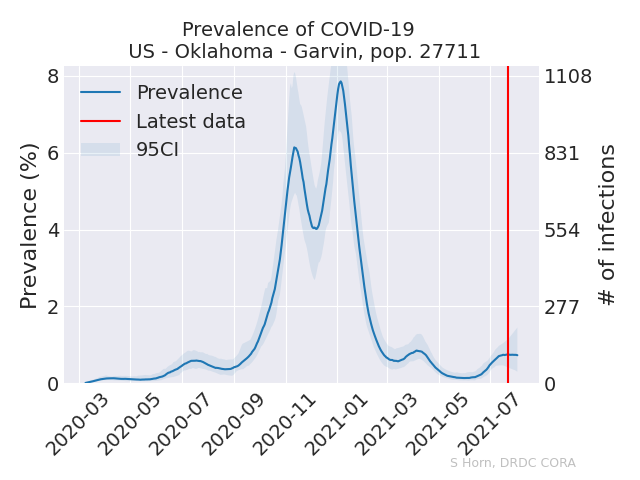 Prevalence of COVID-19
US - Oklahoma - Garvin, pop. 27711
Prevalence
Latest data
95CI
Prevalence (%)
8
6
4
2
0
1108
831
554
277
0
# of infections
2020-03
2020-05
2020-07
2020-09
2020-11
2021-01
2021-03
2021-05
2021-07
S Horn, DRDC CORA